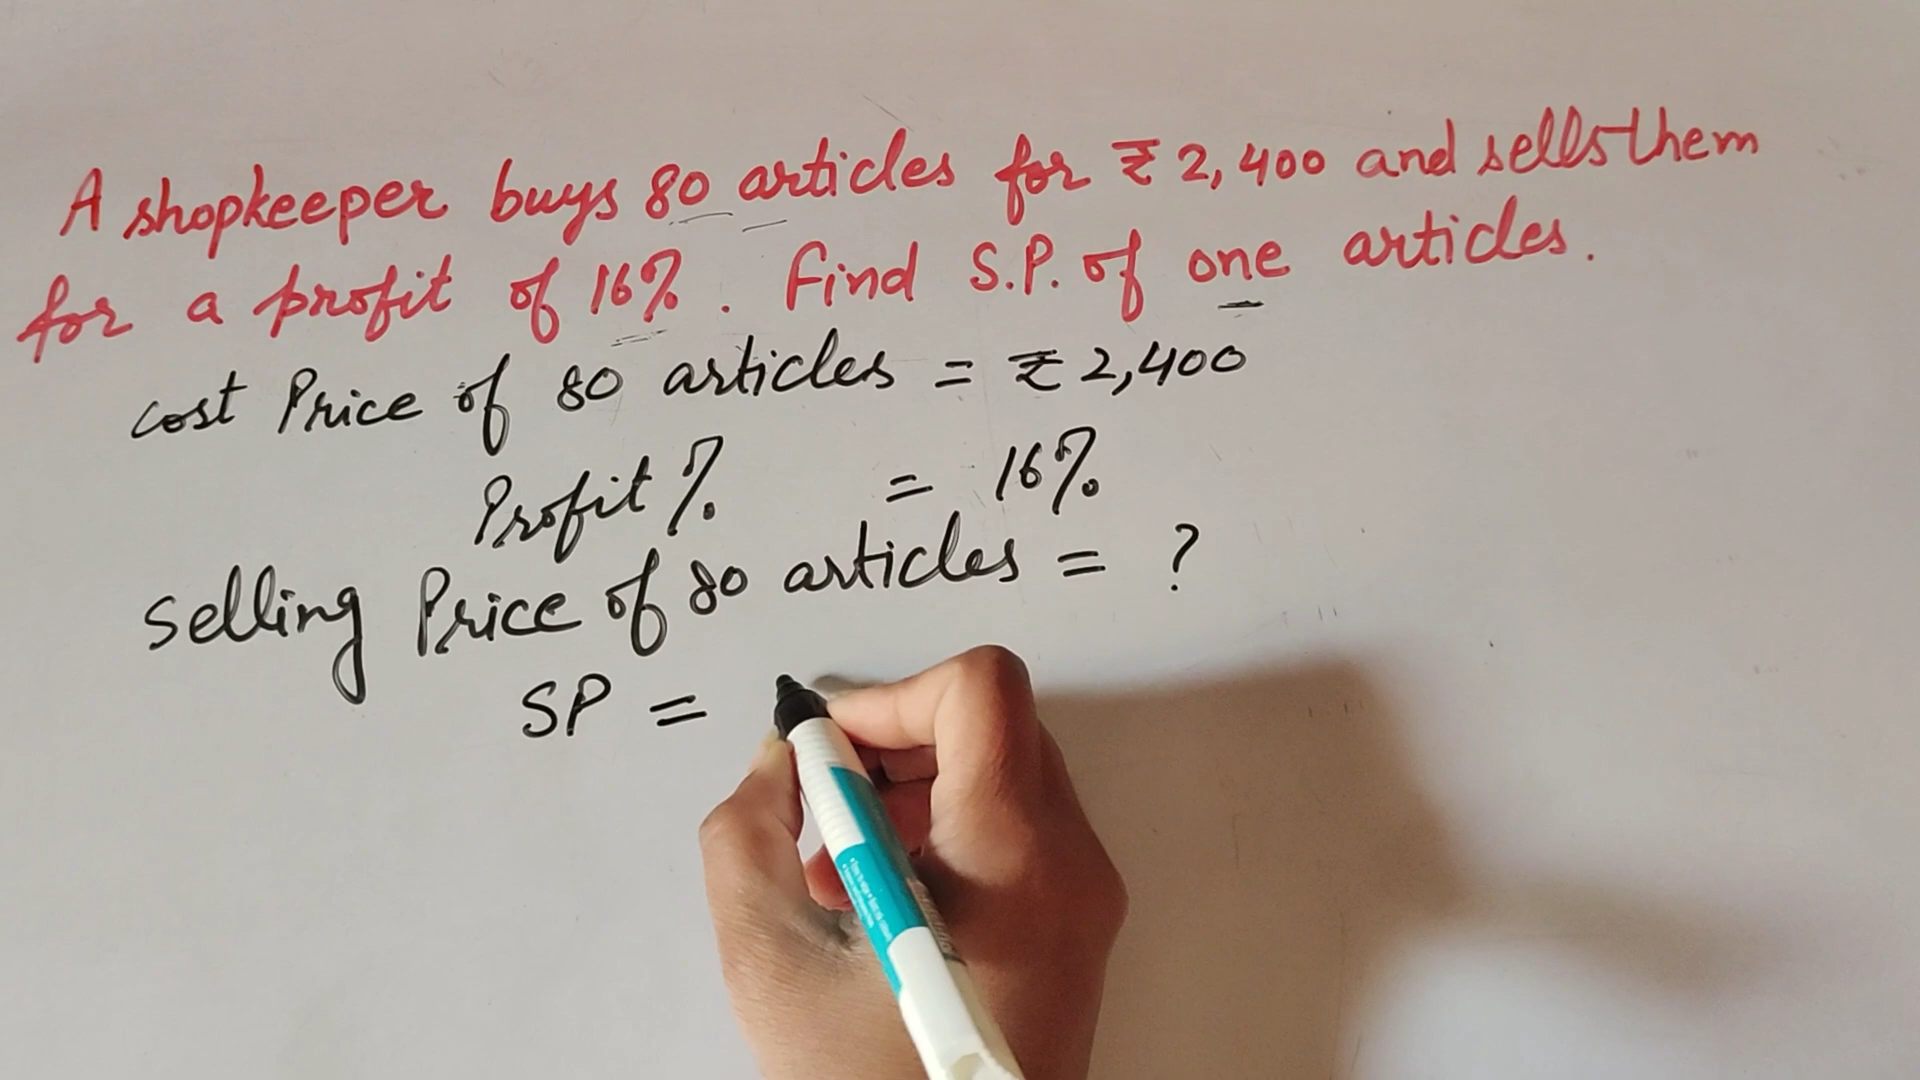 A shopkeeper buys 80 articles for ₹ 2,400 and sells them
for a profit of 16%. Find S.P. of one articles.
cost Price of 80 articles = ₹ 2,400
Profit % = 16%
Selling Price of 80 articles = ?
SP =